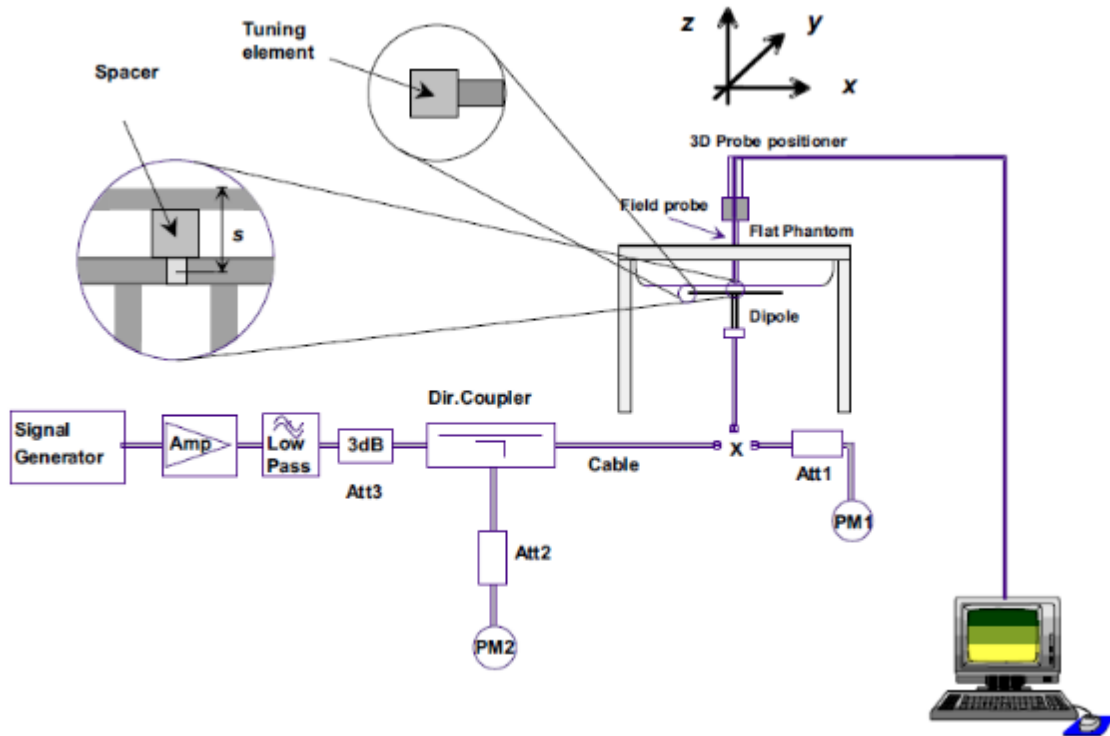 Tuning
element
Spacer
z
y
x
3D Probe positioner
Field probe
Flat Phantom
s
Dipole
Dir.Coupler
Signal
Generator
Amp
Low
Pass
3dB
Att3
Cable
X
Att1
PM1
Att2
PM2